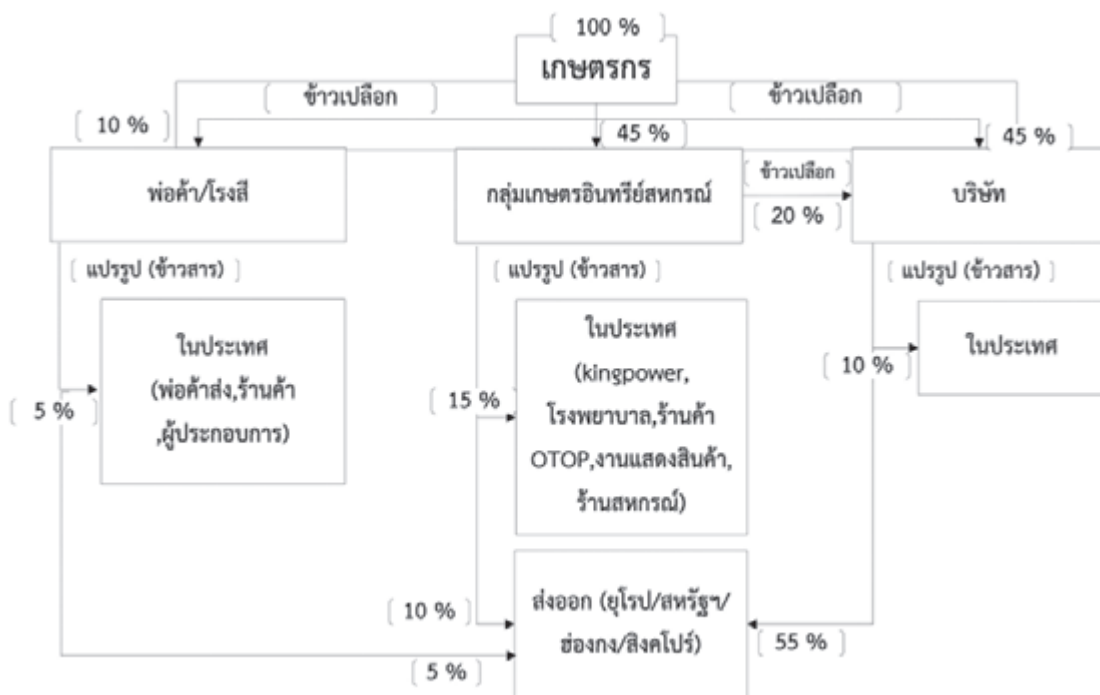 100 %
เกษตรกร
ข้าวเปลือก
ข้าวเปลือก
10 %
45 %
45 %
พ่อค้า/โรงสี
กลุ่มเกษตรอินทรีย์สหกรณ์
ข้าวเปลือก
20 %
บริษัท
แปรรูป (ข้าวสาร)
แปรรูป (ข้าวสาร)
แปรรูป (ข้าวสาร)
ในประเทศ
(พ่อค้าส่ง,ร้านค้า
,ผู้ประกอบการ)
5 %
ในประเทศ
(kingpower,
โรงพยาบาล,ร้านค้า
OTOP,งานแสดงสินค้า,
ร้านสหกรณ์)
15 %
ในประเทศ
10 %
ส่งออก (ยุโรป/สหรัฐฯ/
ฮ่องกง/สิงคโปร์)
10 %
5 %
55 %